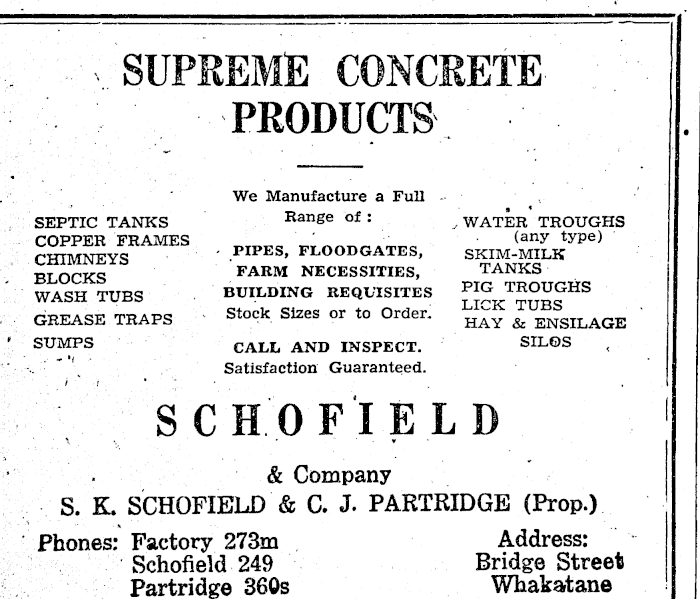 SUPREME CONCRETE
PRODUCTS
We Manufacture a Full
Range of :
SEPTIC TANKS
COPPER FRAMES
CHIMNEYS
BLOCKS
WASH TUBS
GREASE TRAPS
SUMPS
PIPES, FLOODGATES,
FARM NECESSITIES,
BUILDING REQUISITES
Stock Sizes or to Order.
CALL AND INSPECT.
Satisfaction Guaranteed.
WATER TROUGHS
(any type)
SKIM-MILK
TANKS
PIG TROUGHS
LICK TUBS
HAY & ENSILAGE
SILOS
SCHOFIELD
& Company
S. K. SCHOFIELD & C. J. PARTRIDGE (Prop.)
Phones: Factory 273m
Schofield 249
Partridge 360s
Address:
Bridge Street
Whakatane